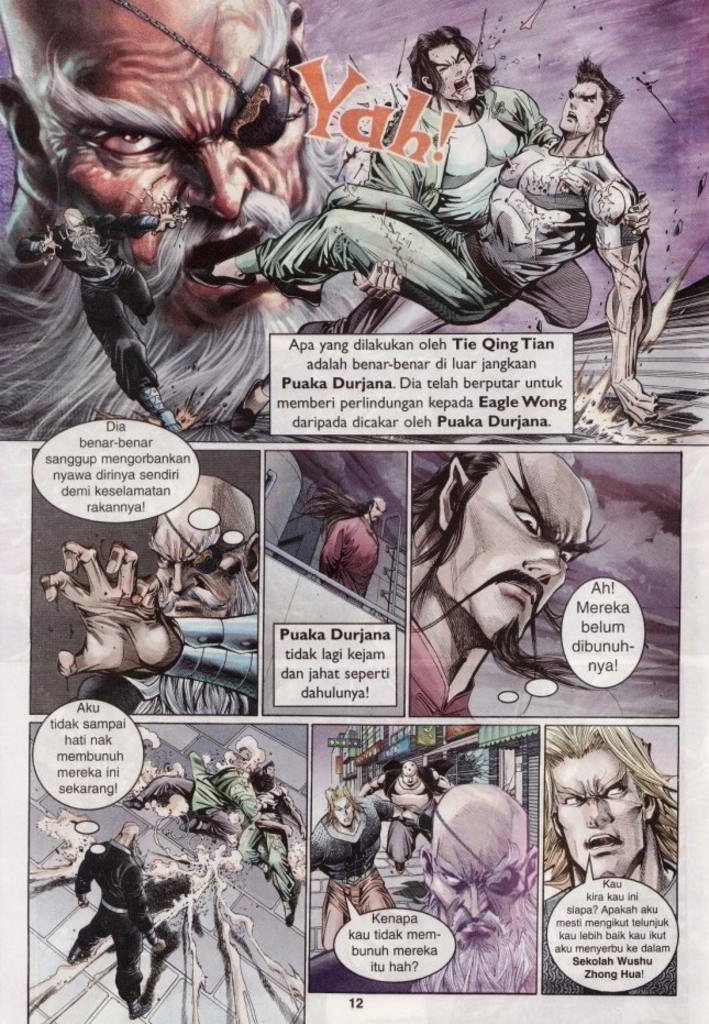 Yah!
Apa yang dilakukan oleh Tie Qing Tian
adalah benar-benar di luar jangkaan
Puaka Durjana. Dia telah berputar untuk
memberi perlindungan kepada Eagle Wong
daripada dicakar oleh Puaka Durjana.
Dia
benar-benar
sanggup mengorbankan
nyawa dirinya sendiri
demi keselamatan
rakannya!
Puaka Durjana
tidak lagi kejam
dan jahat seperti
dahulunya!
Ah!
Mereka
belum
dibunuh-
nya!
Aku
tidak sampai
hati nak
membunuh
mereka ini
sekarang!
Kenapa
kau tidak mem-
bunuh mereka
itu hah?
Kau
kira kau ini
siapa? Apakah aku
mesti mengikut telunjuk
kau lebih baik kau ikut
aku menyerbu ke dalam
Sekolah Wushu
Zhong Hua!
12